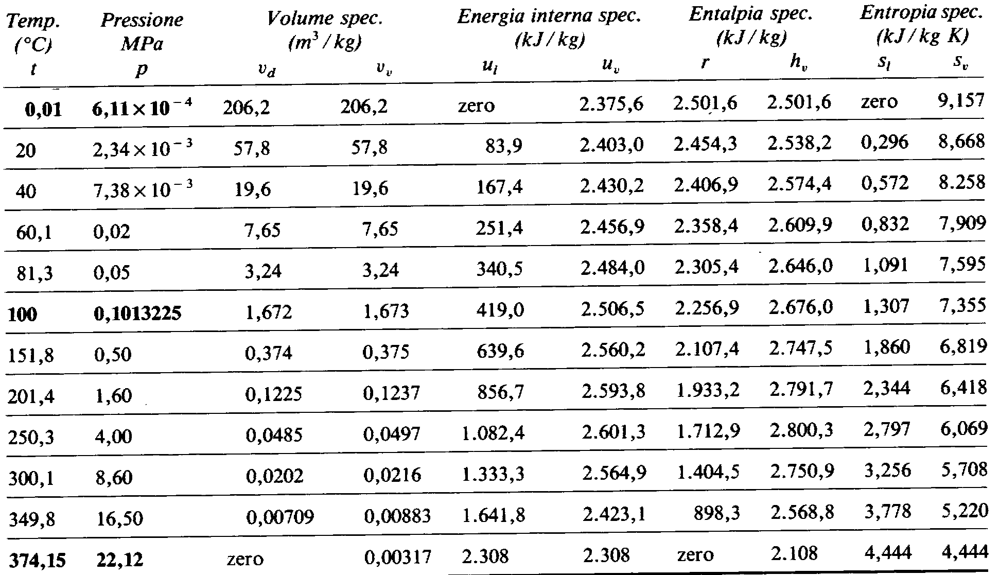 Temp. Pressione Volume spec. Energia interna spec. Entalpia spec. Entropia spec.
(°C) MPa (m³ / kg) (kJ / kg) (kJ / kg) (kJ / kg K)
t p v_d v_v u_l u_v r h_v s_l s_v
0,01 6,11 × 10⁻⁴ 206,2 206,2 zero 2.375,6 2.501,6 2.501,6 zero 9,157
20 2,34 × 10⁻³ 57,8 57,8 83,9 2.403,0 2.454,3 2.538,2 0,296 8,668
40 7,38 × 10⁻³ 19,6 19,6 167,4 2.430,2 2.406,9 2.574,4 0,572 8.258
60,1 0,02 7,65 7,65 251,4 2.456,9 2.358,4 2.609,9 0,832 7,909
81,3 0,05 3,24 3,24 340,5 2.484,0 2.305,4 2.646,0 1,091 7,595
100 0,1013225 1,672 1,673 419,0 2.506,5 2.256,9 2.676,0 1,307 7,355
151,8 0,50 0,374 0,375 639,6 2.560,2 2.107,4 2.747,5 1,860 6,819
201,4 1,60 0,1225 0,1237 856,7 2.593,8 1.933,2 2.791,7 2,344 6,418
250,3 4,00 0,0485 0,0497 1.082,4 2.601,3 1.712,9 2.800,3 2,797 6,069
300,1 8,60 0,0202 0,0216 1.333,3 2.564,9 1.404,5 2.750,9 3,256 5,708
349,8 16,50 0,00709 0,00883 1.641,8 2.423,1 898,3 2.568,8 3,778 5,220
374,15 22,12 zero 0,00317 2.308 2.308 zero 2.108 4,444 4,444